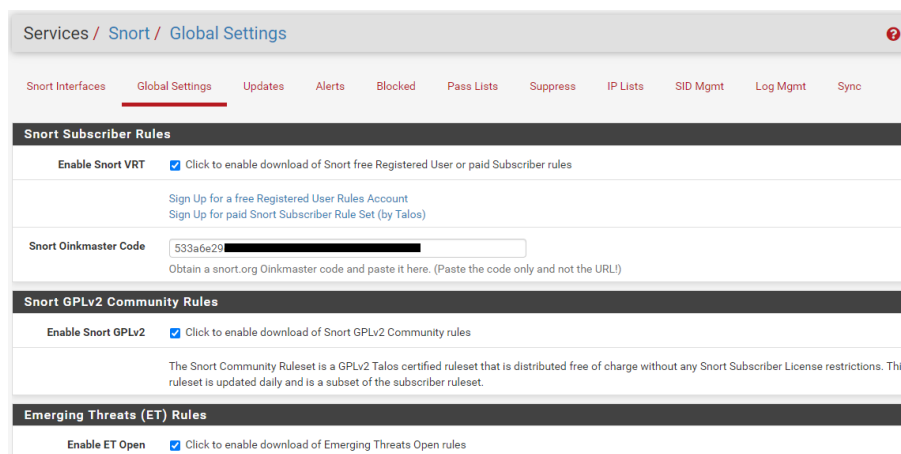 Services / Snort / Global Settings
Snort Interfaces Global Settings Updates Alerts Blocked Pass Lists Suppress IP Lists SID Mgmt Log Mgmt Sync
Snort Subscriber Rules
Enable Snort VRT Click to enable download of Snort free Registered User or paid Subscriber rules
Sign Up for a free Registered User Rules Account
Sign Up for paid Snort Subscriber Rule Set (by Talos)
Snort Oinkmaster Code 533a6e29
Obtain a snort.org Oinkmaster code and paste it here. (Paste the code only and not the URL!)
Snort GPLv2 Community Rules
Enable Snort GPLv2 Click to enable download of Snort GPLv2 Community rules
The Snort Community Ruleset is a GPLv2 Talos certified ruleset that is distributed free of charge without any Snort Subscriber License restrictions. Thi
ruleset is updated daily and is a subset of the subscriber ruleset.
Emerging Threats (ET) Rules
Enable ET Open Click to enable download of Emerging Threats Open rules